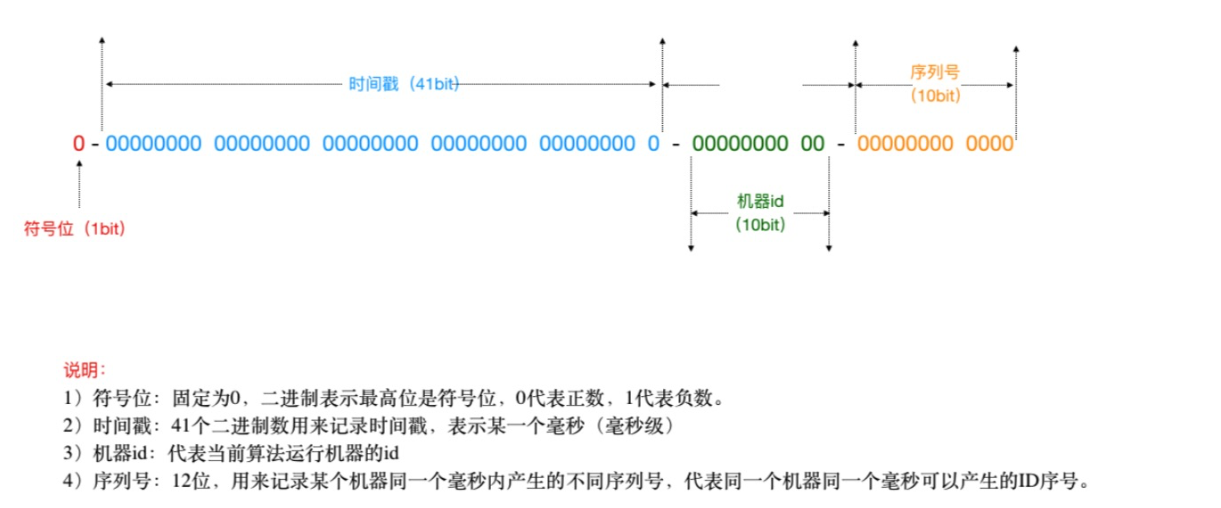 时间戳（41bit）
序列号
（10bit）
0 - 00000000 00000000 00000000 00000000 00000000 0 - 00000000 00 - 00000000 0000
符号位（1bit）
机器id
（10bit）
说明：
1）符号位：固定为0，二进制表示最高位是符号位，0代表正数，1代表负数。
2）时间戳：41个二进制数用来记录时间戳，表示某一个毫秒（毫秒级）
3）机器id：代表当前算法运行机器的id
4）序列号：12位，用来记录某个机器同一个毫秒内产生的不同序列号，代表同一个机器同一个毫秒可以产生的ID序号。